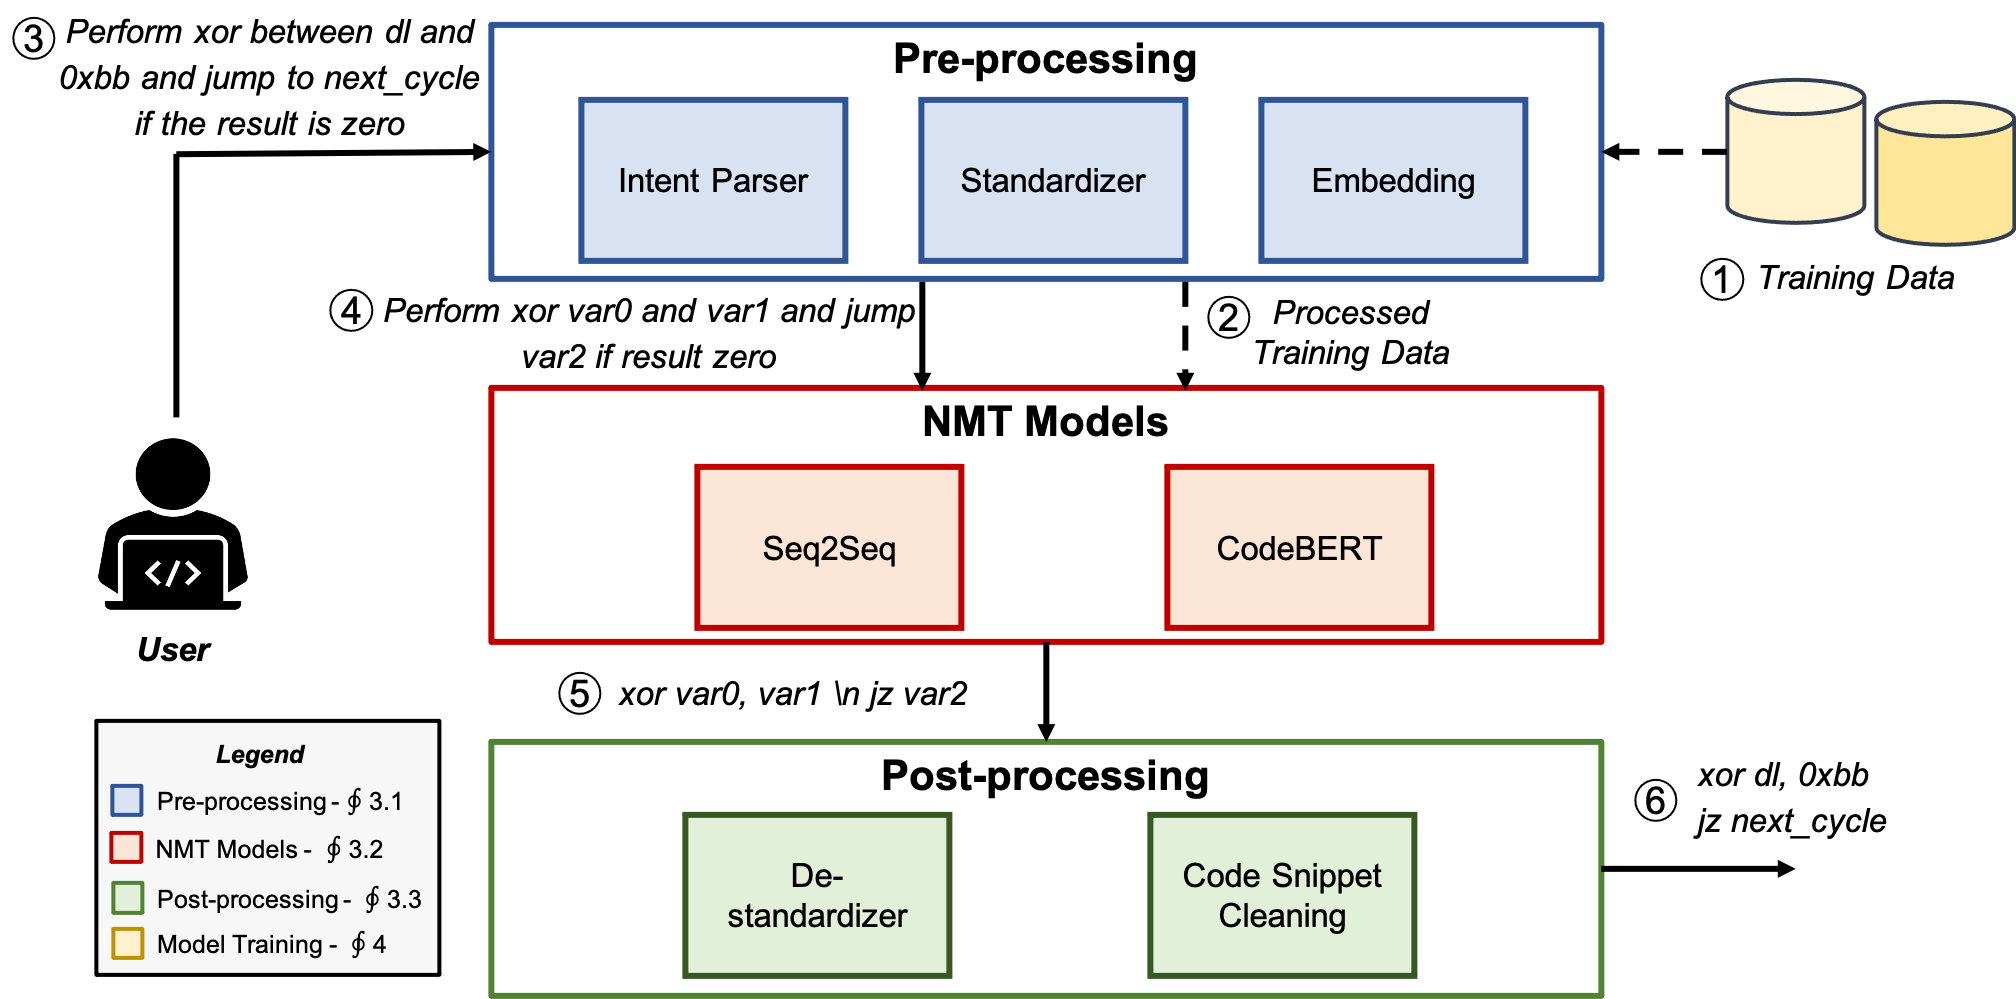 ③ Perform xor between dl and
0xbb and jump to next_cycle
if the result is zero
Pre-processing
Intent Parser
Standardizer
Embedding
① Training Data
④ Perform xor var0 and var1 and jump
var2 if result zero
② Processed
Training Data
NMT Models
Seq2Seq
CodeBERT
User
</>
⑤ xor var0, var1 \n jz var2
Post-processing
De-
standardizer
Code Snippet
Cleaning
⑥ xor dl, 0xbb
jz next_cycle
Legend
Pre-processing - ∮ 3.1
NMT Models - ∮ 3.2
Post-processing - ∮ 3.3
Model Training - ∮ 4